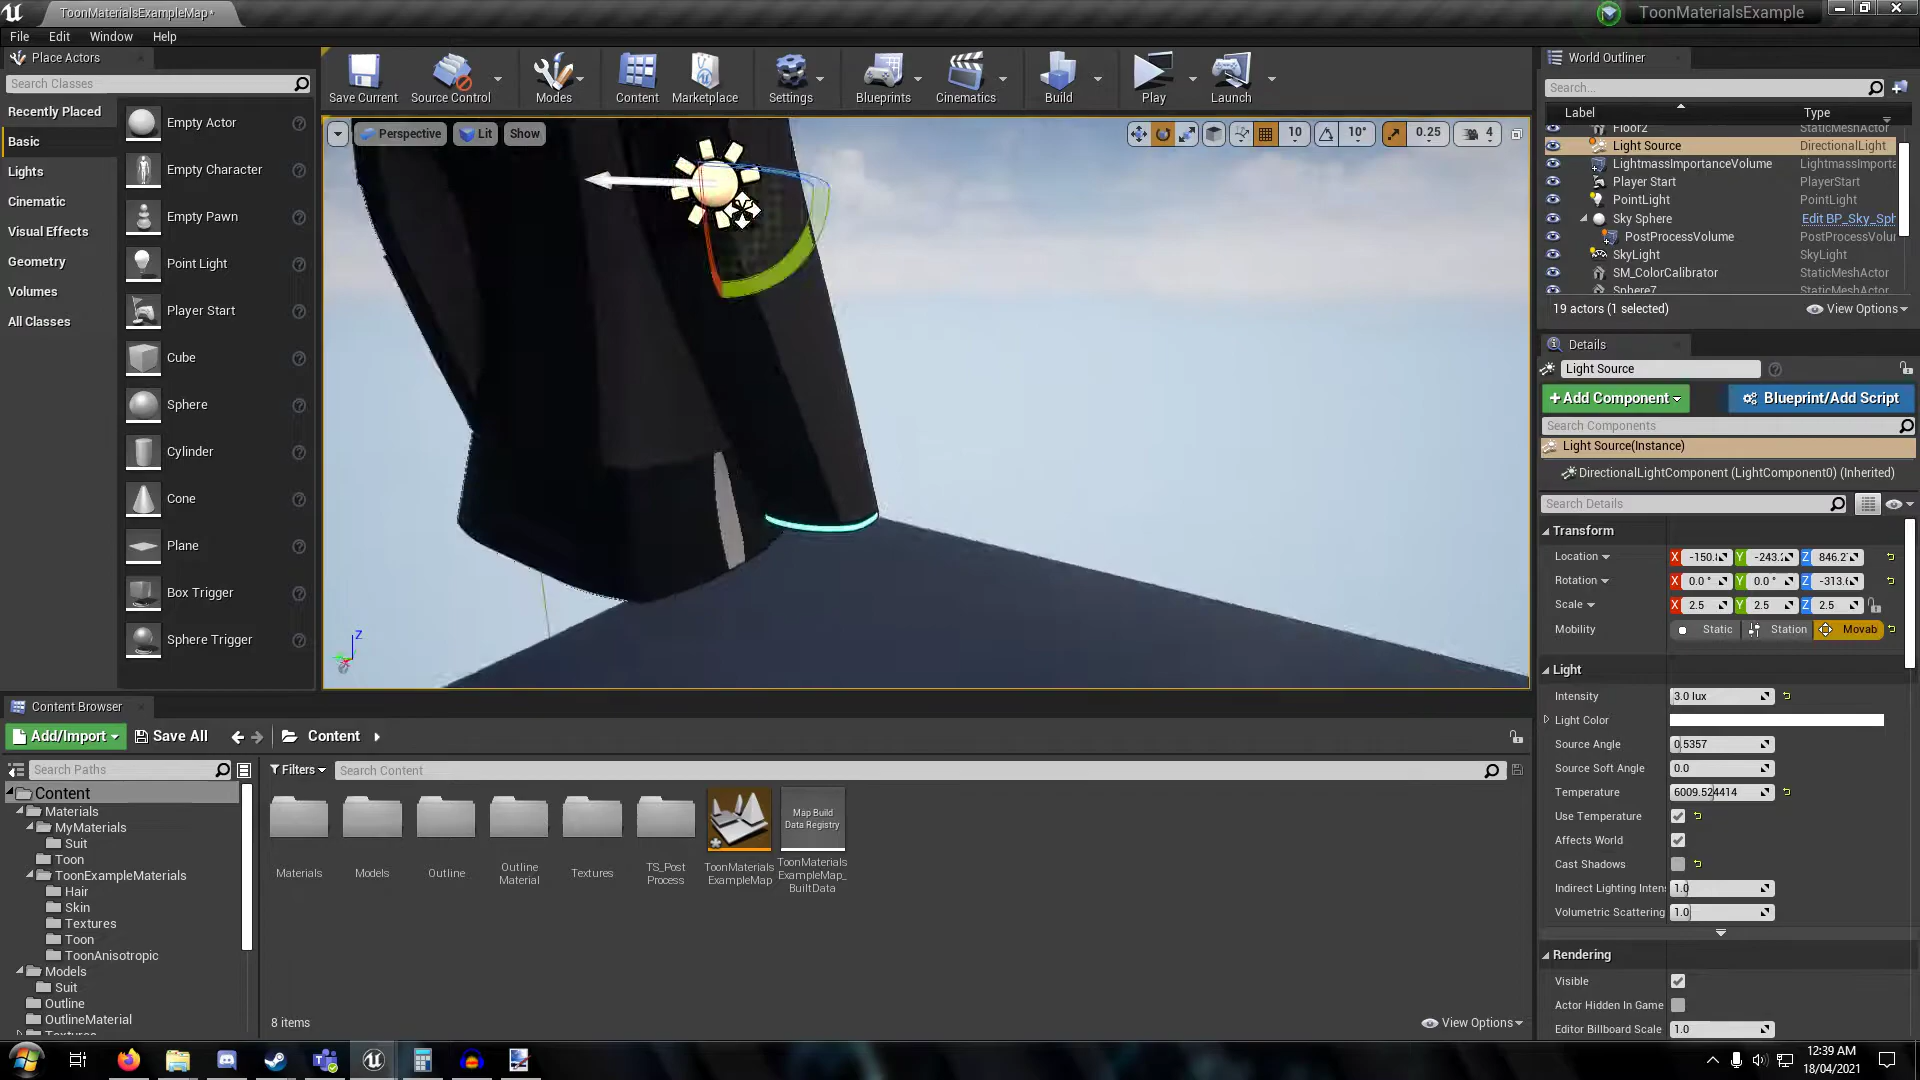 ToonMaterialsExampleMap*
ToonMaterialsExample
File
Edit
Window
Help
Place Actors
Search Classes
Recently Placed
Basic
Lights
Cinematic
Visual Effects
Geometry
Volumes
All Classes
Empty Actor
Empty Character
Empty Pawn
Point Light
Player Start
Cube
Sphere
Cylinder
Cone
Plane
Box Trigger
Sphere Trigger
Save Current
Source Control
Modes
Content
Marketplace
Settings
Blueprints
Cinematics
Build
Play
Launch
Perspective
Lit
Show
10
10°
0.25
4
Z
World Outliner
Search...
Label
Type
Floor2
StaticMeshActor
Light Source
DirectionalLight
LightmassImportanceVolume
LightmassImporta
Player Start
PlayerStart
PointLight
PointLight
Sky Sphere
Edit BP_Sky_Sph
PostProcessVolume
PostProcessVolu
SkyLight
SkyLight
SM_ColorCalibrator
StaticMeshActor
Sphere7
StaticMeshActor
19 actors (1 selected)
View Options
Details
Light Source
+Add Component
Blueprint/Add Script
Search Components
Light Source(Instance)
DirectionalLightComponent (LightComponent0) (Inherited)
Search Details
Transform
Location
X
-150.
Y
-243.
Z
846.2
Rotation
X
0.0 °
Y
0.0 °
Z
-313.
Scale
X
2.5
Y
2.5
Z
2.5
Mobility
Static
Station
Movab
Light
Intensity
3.0 lux
Light Color
Source Angle
0.5357
Source Soft Angle
0.0
Temperature
6009.524414
Use Temperature
Affects World
Cast Shadows
Indirect Lighting Inten
1.0
Volumetric Scattering
1.0
Rendering
Visible
Actor Hidden In Game
Editor Billboard Scale
1.0
Content Browser
Add/Import
Save All
Content
Search Paths
Filters
Search Content
Content
Materials
MyMaterials
Suit
Toon
ToonExampleMaterials
Hair
Skin
Textures
Toon
ToonAnisotropic
Models
Suit
Outline
OutlineMaterial
Textures
Materials
Models
Outline
Outline
Material
Textures
TS_Post
Process
ToonMaterials
ExampleMap
Map Build
Data Registry
ToonMaterials
ExampleMap_
BuiltData
8 items
View Options
12:39 AM
18/04/2021